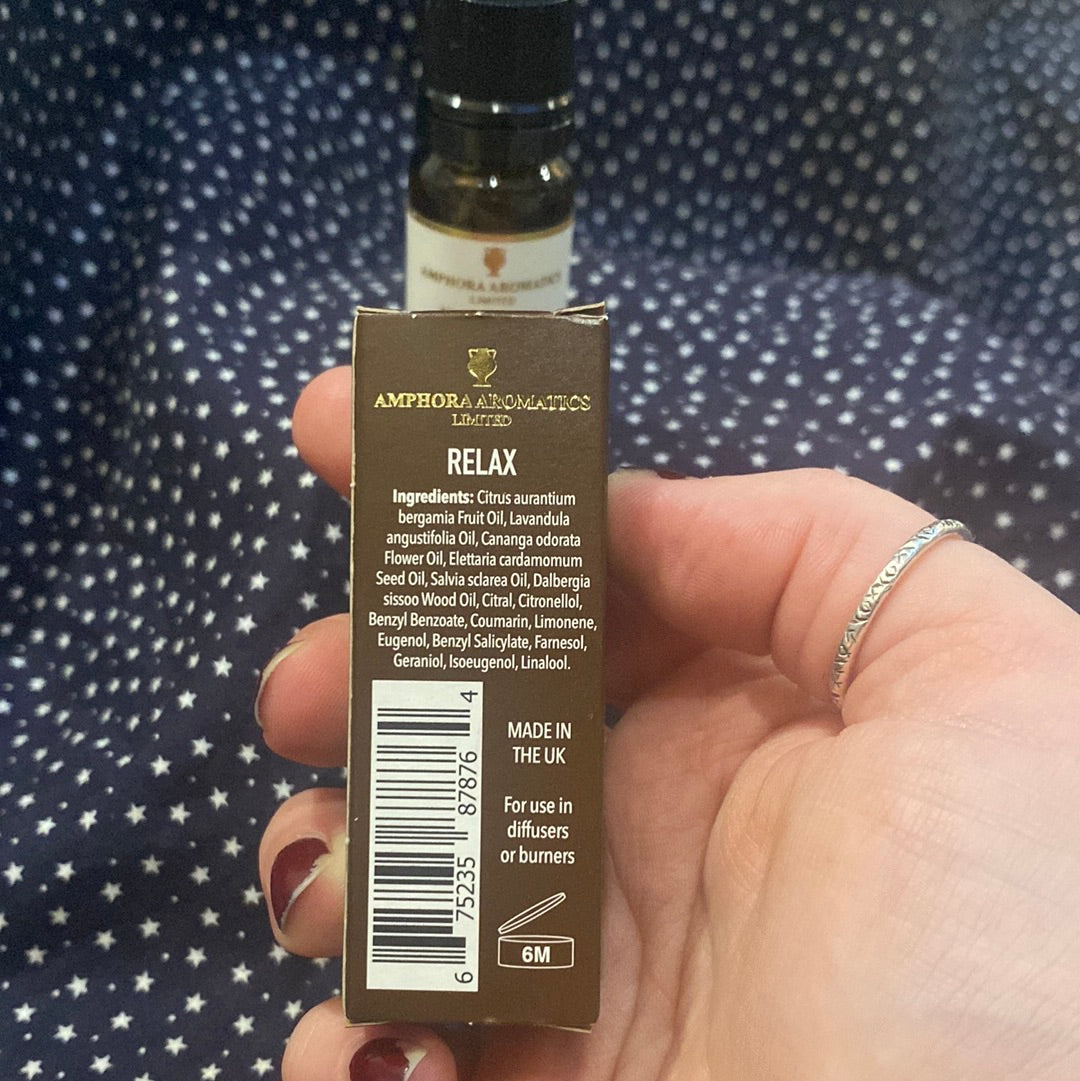 AMPHORA AROMATICS
LIMITED
AMPHORA AROMATICS
LIMITED
RELAX
Ingredients: Citrus aurantium
bergamia Fruit Oil, Lavandula
angustifolia Oil, Cananga odorata
Flower Oil, Elettaria cardamomum
Seed Oil, Salvia sclarea Oil, Dalbergia
sissoo Wood Oil, Citral, Citronellol,
Benzyl Benzoate, Coumarin, Limonene,
Eugenol, Benzyl Salicylate, Farnesol,
Geraniol, Isoeugenol, Linalool.
6 75235 87876 4
MADE IN
THE UK
For use in
diffusers
or burners
6M